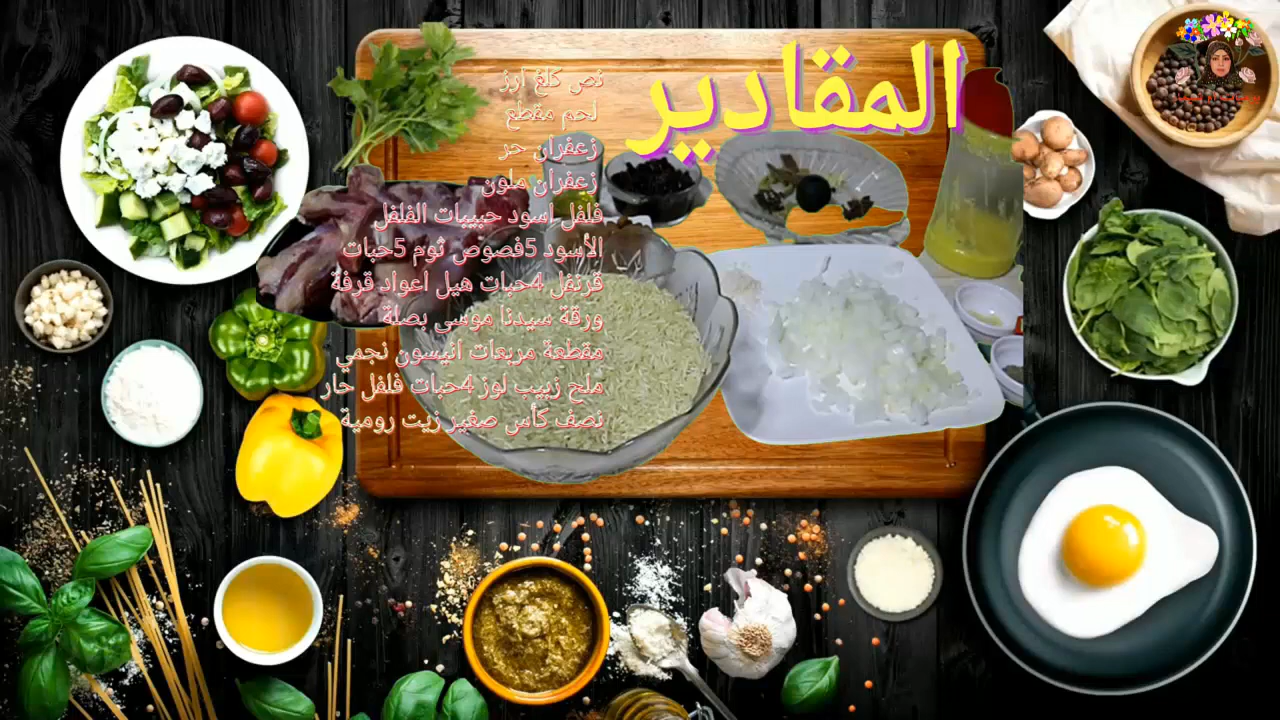 المقادير
نص كلغ ارز
لحم مقطع
زعفران حر
زعفران ملون
فلفل اسود حبيبات الفلفل
الأسود 5فصوص ثوم 5حبات
قرنفل 4حبات هيل اعواد قرفة
ورقة سيدنا موسى بصلة
مقطعة مربعات انيسون نجمي
ملح زبيب لوز 4حبات فلفل حار
نصف كأس صغير زيت رومية